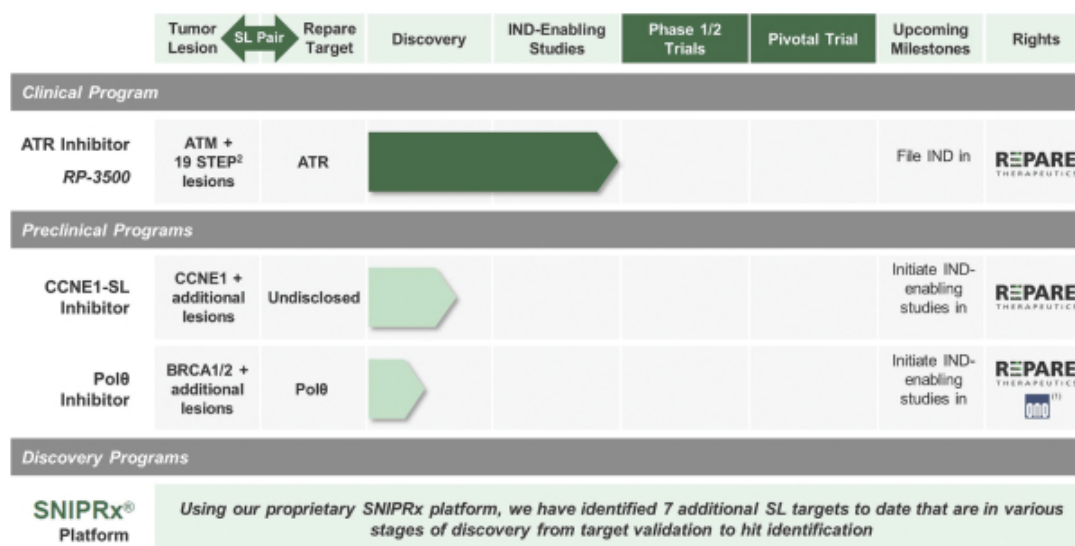 Tumor Lesion
SL Pair
Repare Target
Discovery
IND-Enabling Studies
Phase 1/2 Trials
Pivotal Trial
Upcoming Milestones
Rights
Clinical Program
ATR Inhibitor
RP-3500
ATM +
19 STEP²
lesions
ATR
File IND in
REPARE
THERAPEUTICS
Preclinical Programs
CCNE1-SL
Inhibitor
CCNE1 +
additional
lesions
Undisclosed
Initiate IND-
enabling
studies in
REPARE
THERAPEUTICS
Polθ
Inhibitor
BRCA1/2 +
additional
lesions
Polθ
Initiate IND-
enabling
studies in
REPARE
THERAPEUTICS
ono (1)
Discovery Programs
SNIPRx®
Platform
Using our proprietary SNIPRx platform, we have identified 7 additional SL targets to date that are in various
stages of discovery from target validation to hit identification